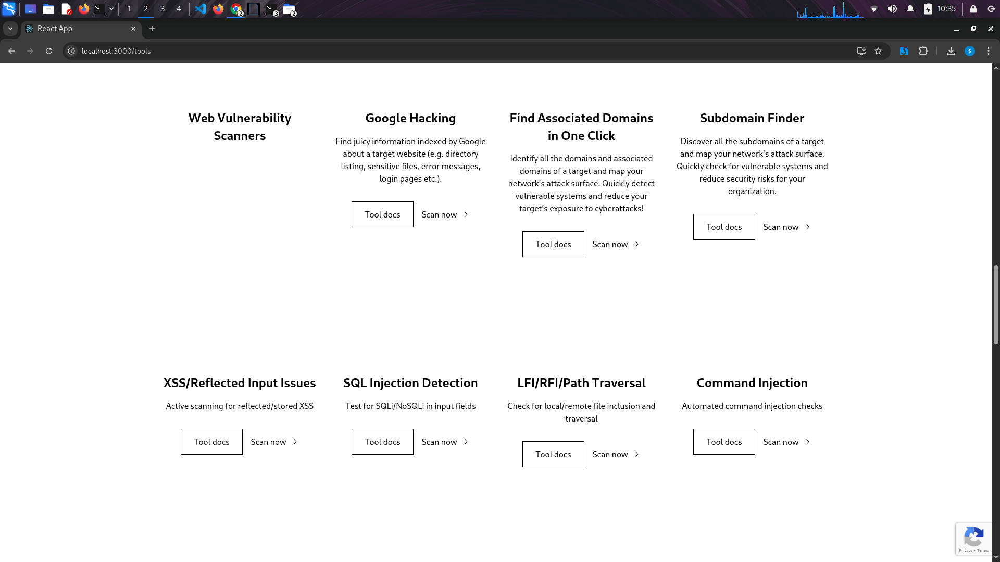 1 2 3 4
2
3
2
10:35
React App
localhost:3000/tools
S
Web Vulnerability
Scanners
Google Hacking
Find juicy information indexed by Google
about a target website (e.g. directory
listing, sensitive files, error messages,
login pages etc.).
Tool docs Scan now
Find Associated Domains
in One Click
Identify all the domains and associated
domains of a target and map your
network’s attack surface. Quickly detect
vulnerable systems and reduce your
target’s exposure to cyberattacks!
Tool docs Scan now
Subdomain Finder
Discover all the subdomains of a target
and map your network’s attack surface.
Quickly check for vulnerable systems and
reduce security risks for your
organization.
Tool docs Scan now
XSS/Reflected Input Issues
Active scanning for reflected/stored XSS
Tool docs Scan now
SQL Injection Detection
Test for SQLi/NoSQLi in input fields
Tool docs Scan now
LFI/RFI/Path Traversal
Check for local/remote file inclusion and
traversal
Tool docs Scan now
Command Injection
Automated command injection checks
Tool docs Scan now
Privacy - Terms